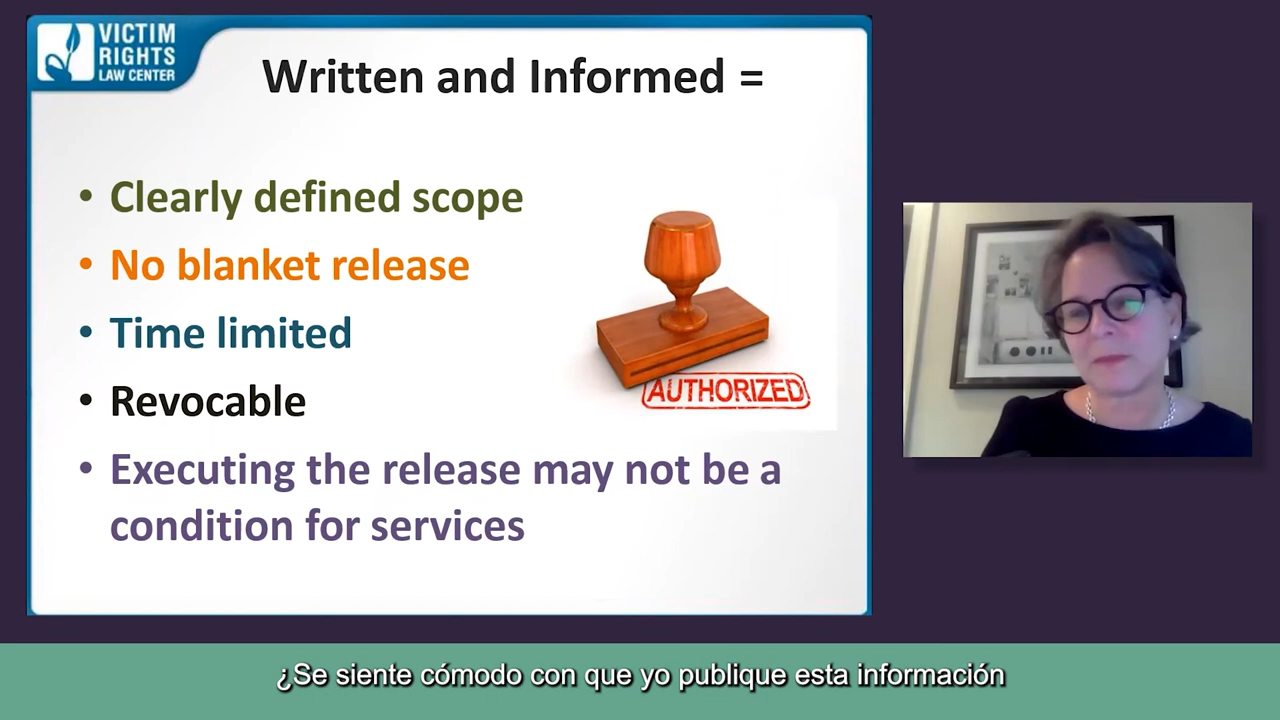 VICTIM
RIGHTS
LAW CENTER
Written and Informed =
• Clearly defined scope
• No blanket release
• Time limited
• Revocable
• Executing the release may not be a
condition for services
AUTHORIZED
¿Se siente cómodo con que yo publique esta información